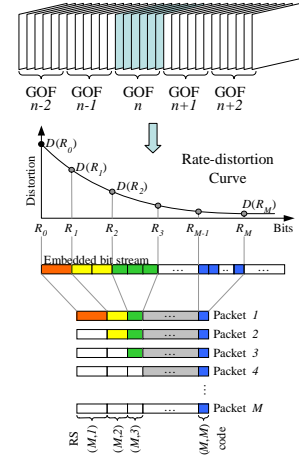 GOF GOF GOF GOF GOF
n-2 n-1 n n+1 n+2
D(R0)
D(R1)
D(R2)
D(RM)
Rate-distortion
Curve
Distortion
R0 R1 R2 R3 RM-1 RM Bits
Embedded bit stream
... ..
...
... Packet 1
... Packet 2
... Packet 3
... Packet 4
...
... Packet M
RS (M,1) (M,2) (M,3) (M,M) code